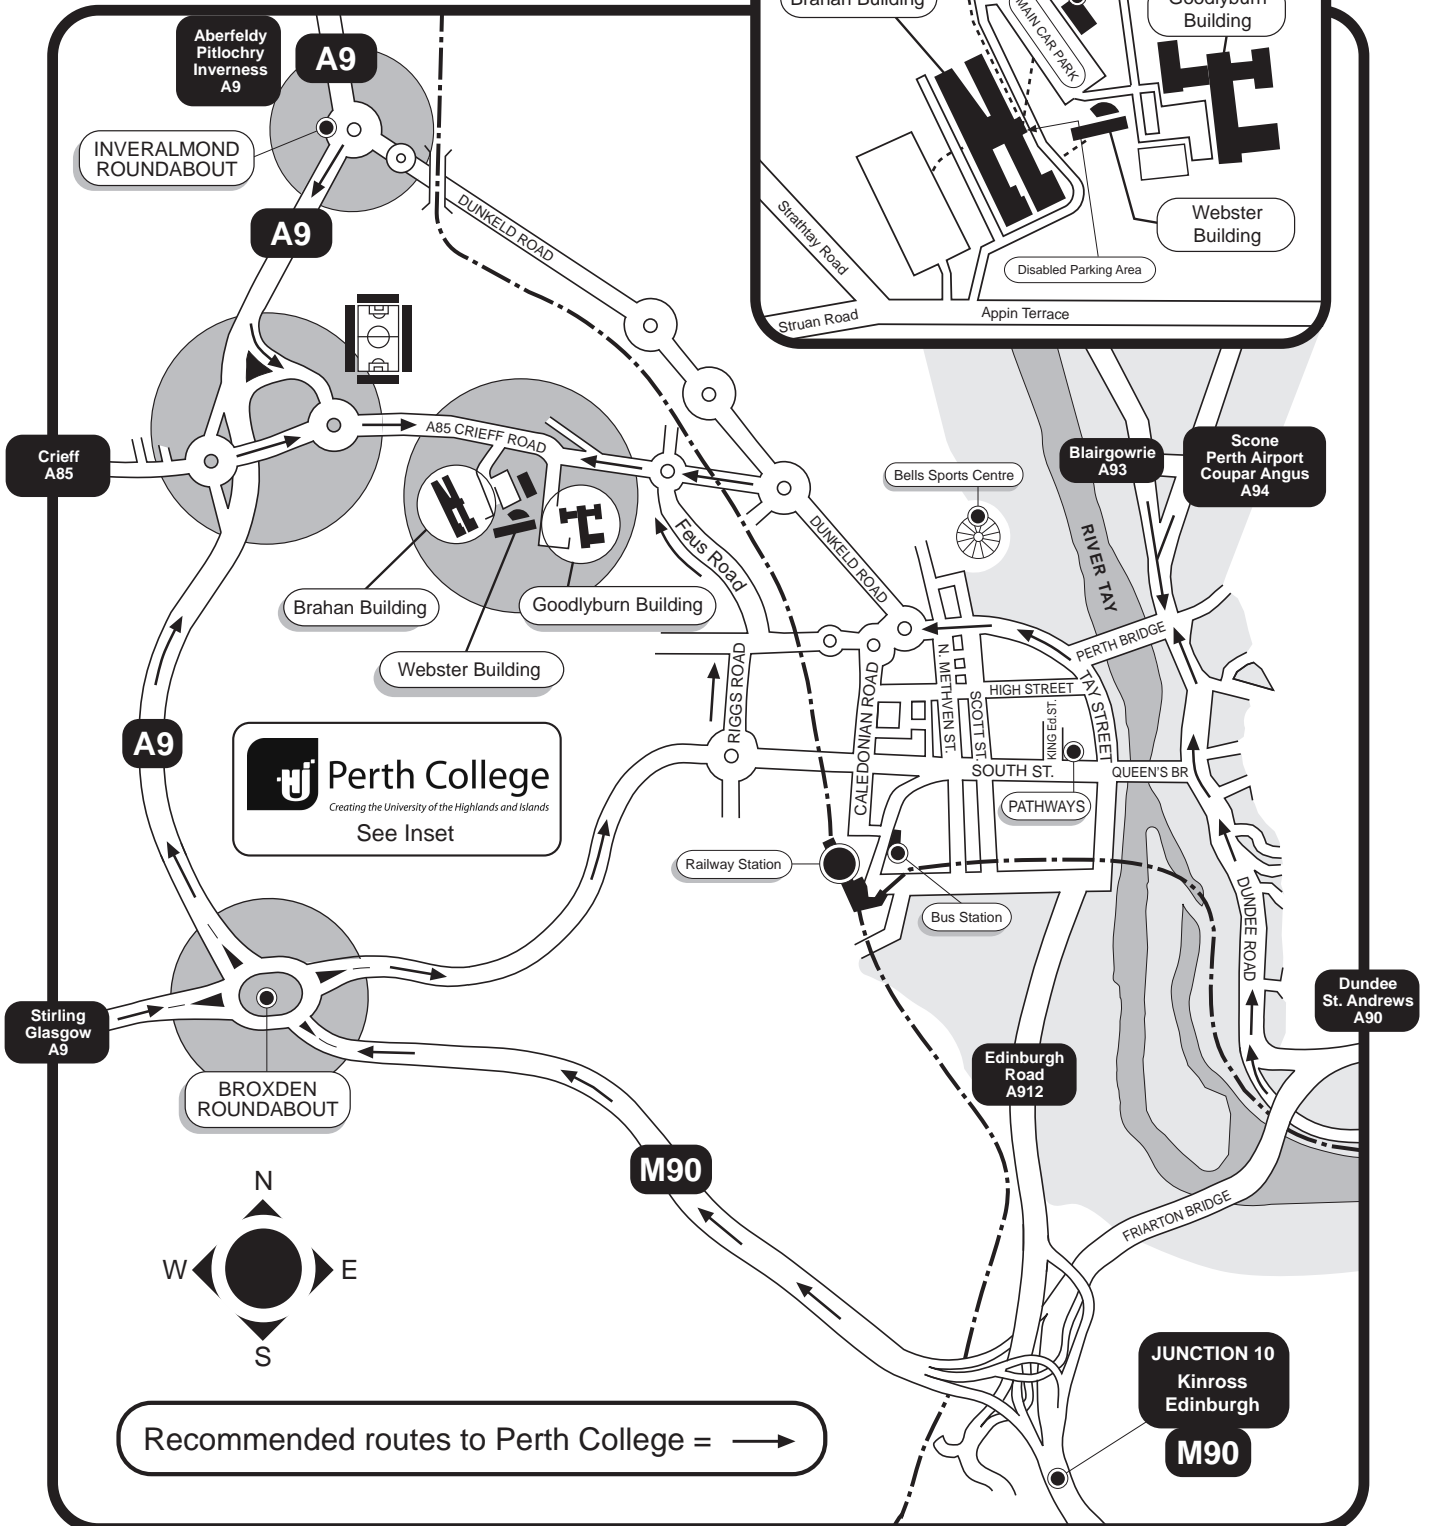 Brahan Building
MAIN CAR PARK
Goodlyburn
Building
Webster
Building
Disabled Parking Area
Strathtay Road
Struan Road
Appin Terrace
Aberfeldy
Pitlochry
Inverness
A9
A9
INVERALMOND
ROUNDABOUT
A9
DUNKELD ROAD
Crieff
A85
A85 CRIEFF ROAD
Bells Sports Centre
Blairgowrie
A93
Scone
Perth Airport
Coupar Angus
A94
RIVER TAY
Feus Road
DUNKELD ROAD
Brahan Building
Goodlyburn Building
Webster Building
PERTH BRIDGE
RIGGS ROAD
CALEDONIAN ROAD
N. METHVEN ST.
SCOTT ST.
HIGH STREET
KING Ed.ST.
TAY STREET
SOUTH ST.
QUEEN'S BR
PATHWAYS
A9
Perth College
Creating the University of the Highlands and Islands
See Inset
Railway Station
Bus Station
DUNDEE ROAD
Dundee
St. Andrews
A90
Stirling
Glasgow
A9
BROXDEN
ROUNDABOUT
Edinburgh
Road
A912
M90
FRIARTON BRIDGE
N
W
E
S
JUNCTION 10
Kinross
Edinburgh
M90
Recommended routes to Perth College =